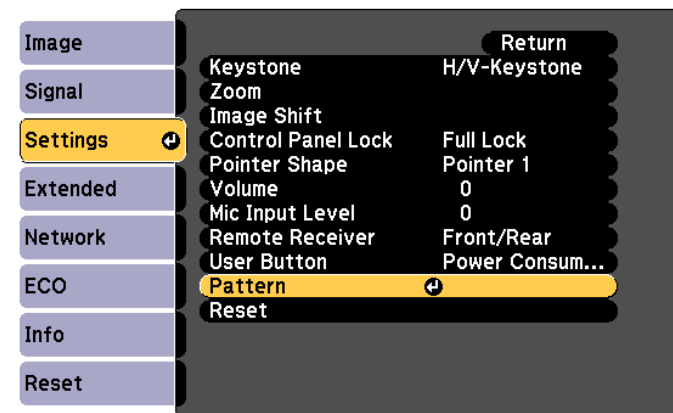 Image
Signal
Settings
Extended
Network
ECO
Info
Reset
Return
Keystone H/V-Keystone
Zoom
Image Shift
Control Panel Lock Full Lock
Pointer Shape Pointer 1
Volume 0
Mic Input Level 0
Remote Receiver Front/Rear
User Button Power Consum...
Pattern
Reset